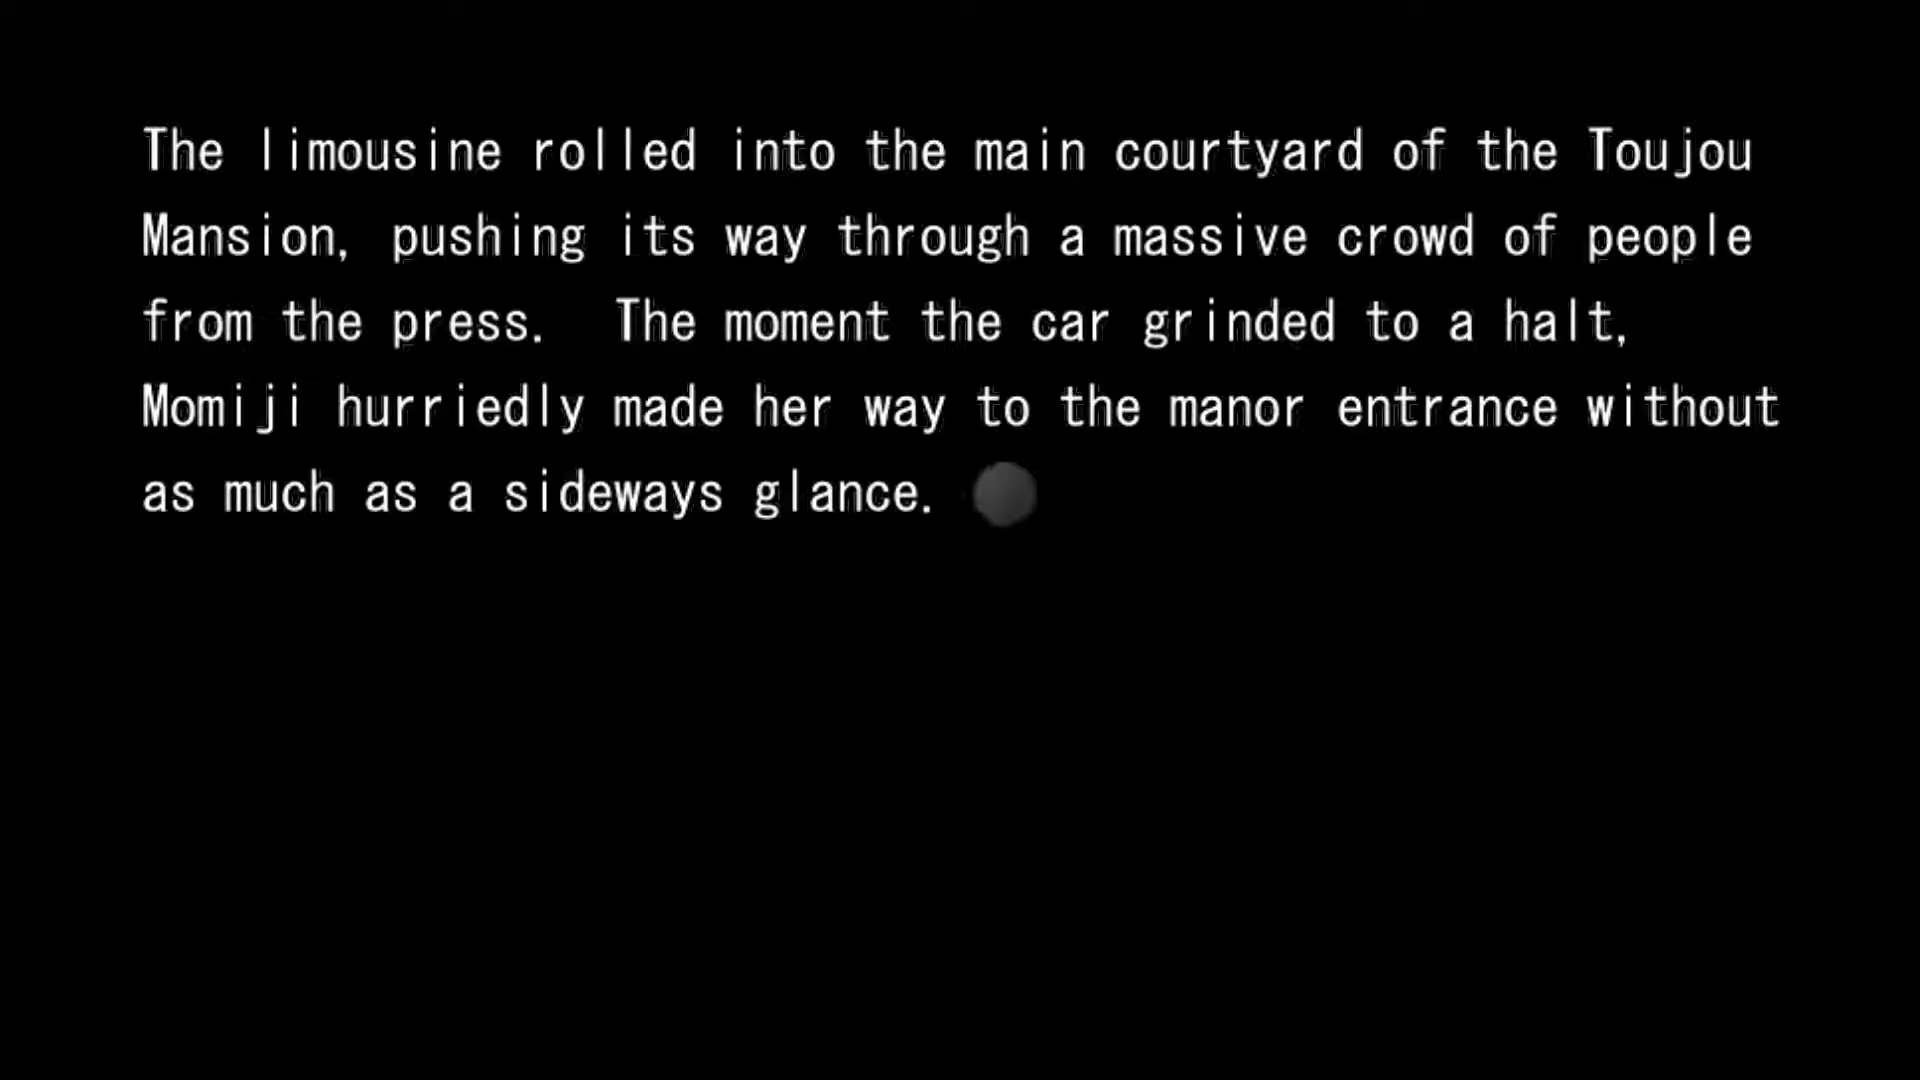 The limousine rolled into the main courtyard of the Toujou
Mansion, pushing its way through a massive crowd of people
from the press.  The moment the car grinded to a halt,
Momiji hurriedly made her way to the manor entrance without
as much as a sideways glance.